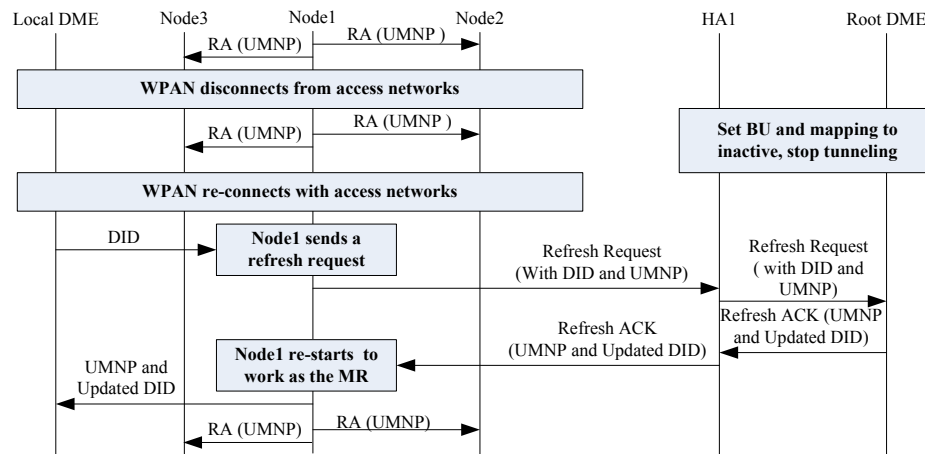 Local DME Node3 Node1 Node2 HA1 Root DME
RA (UMNP )
RA (UMNP)
WPAN disconnects from access networks
RA (UMNP )
RA (UMNP)
Set BU and mapping to
inactive, stop tunneling
WPAN re-connects with access networks
DID
Node1 sends a
refresh request
Refresh Request
(With DID and UMNP)
Refresh Request
( with DID and
UMNP)
Refresh ACK (UMNP
and Updated DID)
Refresh ACK
(UMNP and Updated DID)
Node1 re-starts to
work as the MR
UMNP and
Updated DID
RA (UMNP)
RA (UMNP)